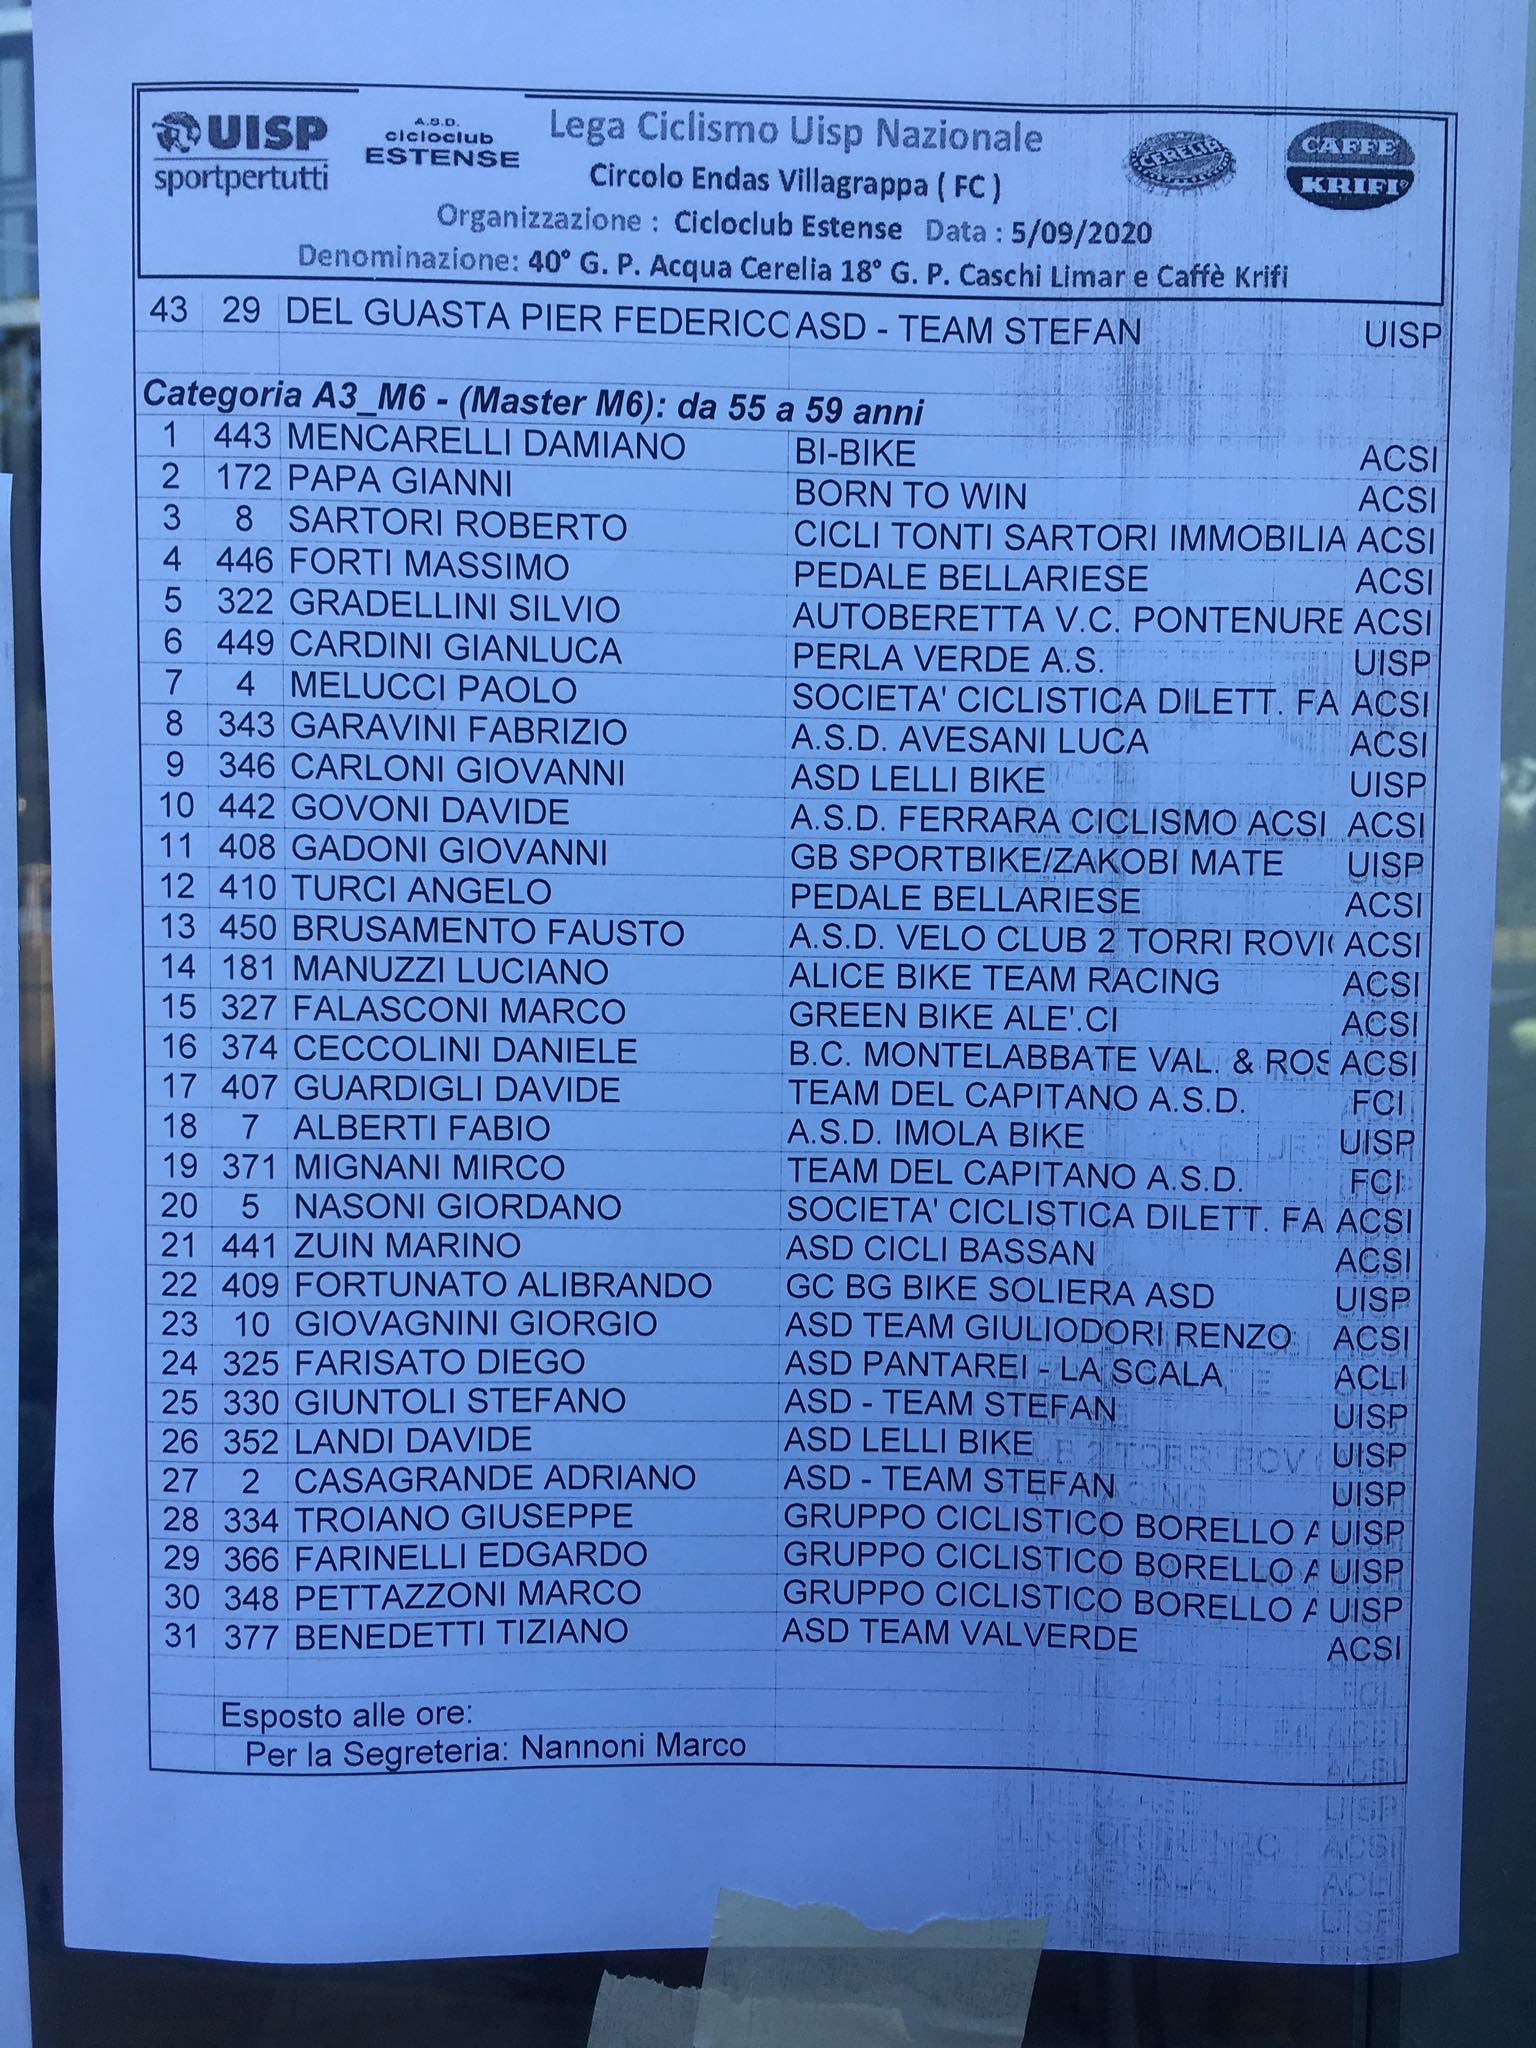 UISP
sportpertutti
A.S.D.
cicloclub
ESTENSE
Lega Ciclismo Uisp Nazionale
CERELIA
CAFFE
KRIFI
Circolo Endas Villagrappa ( FC )
Organizzazione : Cicloclub Estense Data : 5/09/2020
Denominazione: 40° G. P. Acqua Cerelia 18° G. P. Caschi Limar e Caffè Krifi
43 29 DEL GUASTA PIER FEDERICO ASD - TEAM STEFAN UISP
Categoria A3_M6 - (Master M6): da 55 a 59 anni
1 443 MENCARELLI DAMIANO BI-BIKE ACSI
2 172 PAPA GIANNI BORN TO WIN ACSI
3 8 SARTORI ROBERTO CICLI TONTI SARTORI IMMOBILIA ACSI
4 446 FORTI MASSIMO PEDALE BELLARIESE ACSI
5 322 GRADELLINI SILVIO AUTOBERETTA V.C. PONTENURE ACSI
6 449 CARDINI GIANLUCA PERLA VERDE A.S. UISP
7 4 MELUCCI PAOLO SOCIETA' CICLISTICA DILETT. FA ACSI
8 343 GARAVINI FABRIZIO A.S.D. AVESANI LUCA ACSI
9 346 CARLONI GIOVANNI ASD LELLI BIKE UISP
10 442 GOVONI DAVIDE A.S.D. FERRARA CICLISMO ACSI ACSI
11 408 GADONI GIOVANNI GB SPORTBIKE/ZAKOBI MATE UISP
12 410 TURCI ANGELO PEDALE BELLARIESE ACSI
13 450 BRUSAMENTO FAUSTO A.S.D. VELO CLUB 2 TORRI ROVI ACSI
14 181 MANUZZI LUCIANO ALICE BIKE TEAM RACING ACSI
15 327 FALASCONI MARCO GREEN BIKE ALE'.CI ACSI
16 374 CECCOLINI DANIELE B.C. MONTELABBATE VAL. & ROS ACSI
17 407 GUARDIGLI DAVIDE TEAM DEL CAPITANO A.S.D. FCI
18 7 ALBERTI FABIO A.S.D. IMOLA BIKE UISP
19 371 MIGNANI MIRCO TEAM DEL CAPITANO A.S.D. FCI
20 5 NASONI GIORDANO SOCIETA' CICLISTICA DILETT. FA ACSI
21 441 ZUIN MARINO ASD CICLI BASSAN ACSI
22 409 FORTUNATO ALIBRANDO GC BG BIKE SOLIERA ASD UISP
23 10 GIOVAGNINI GIORGIO ASD TEAM GIULIODORI RENZO ACSI
24 325 FARISATO DIEGO ASD PANTAREI - LA SCALA ACLI
25 330 GIUNTOLI STEFANO ASD - TEAM STEFAN UISP
26 352 LANDI DAVIDE ASD LELLI BIKE UISP
27 2 CASAGRANDE ADRIANO ASD - TEAM STEFAN UISP
28 334 TROIANO GIUSEPPE GRUPPO CICLISTICO BORELLO A UISP
29 366 FARINELLI EDGARDO GRUPPO CICLISTICO BORELLO A UISP
30 348 PETTAZZONI MARCO GRUPPO CICLISTICO BORELLO A UISP
31 377 BENEDETTI TIZIANO ASD TEAM VALVERDE ACSI
Esposto alle ore:
Per la Segreteria: Nannoni Marco
UISP
ACSI
ACLI